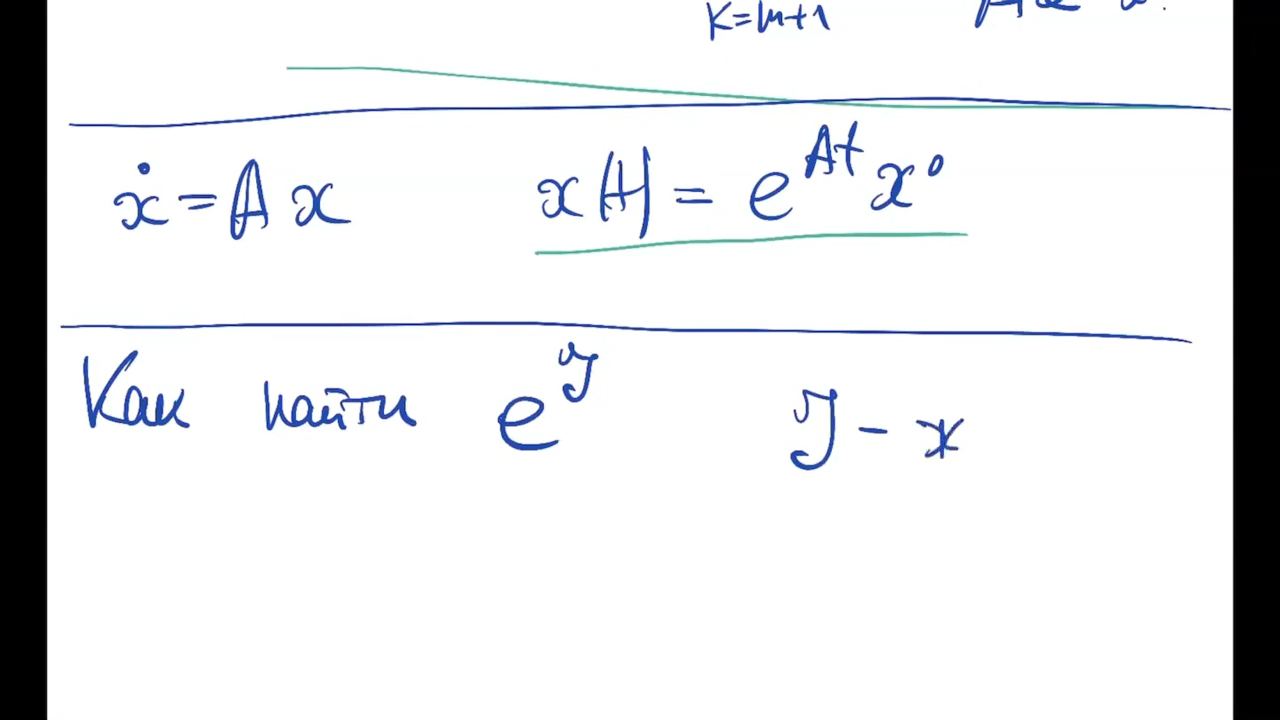 K=m+1
ẋ = A x x(t) = e^{At} x⁰
Как найти e^J J - ж